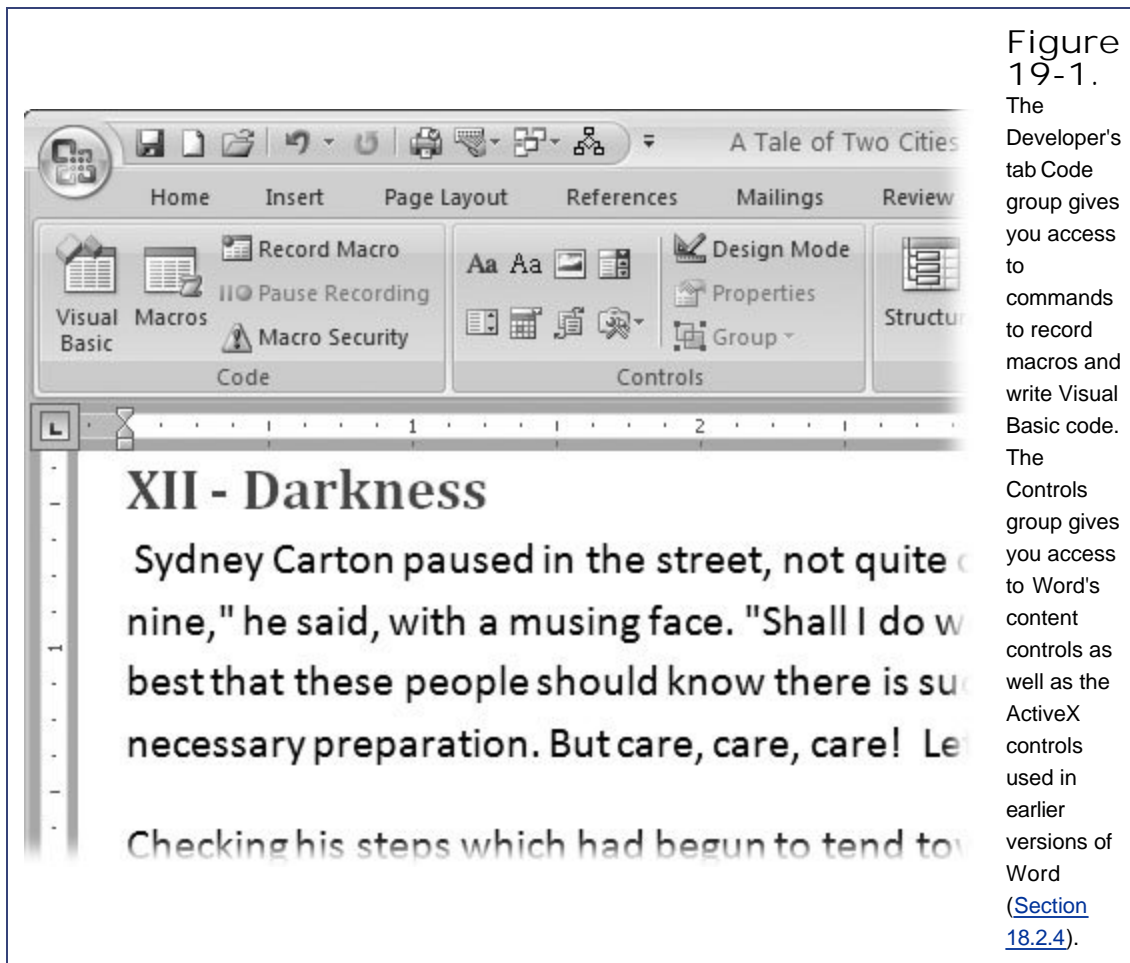 Figure
19-1.
The
Developer's
tab Code
group gives
you access
to
commands
to record
macros and
write Visual
Basic code.
The
Controls
group gives
you access
to Word's
content
controls as
well as the
ActiveX
controls
used in
earlier
versions of
Word
(Section
18.2.4).
A Tale of Two Cities
Home Insert Page Layout References Mailings Review
Visual Basic
Macros
Record Macro
Pause Recording
Macro Security
Code
Aa Aa
Design Mode
Properties
Group
Controls
L 1 2
1
XII - Darkness
Sydney Carton paused in the street, not quite
nine," he said, with a musing face. "Shall I do
best that these people should know there is
necessary preparation. But care, care, care!
Checking his steps which had begun to tend